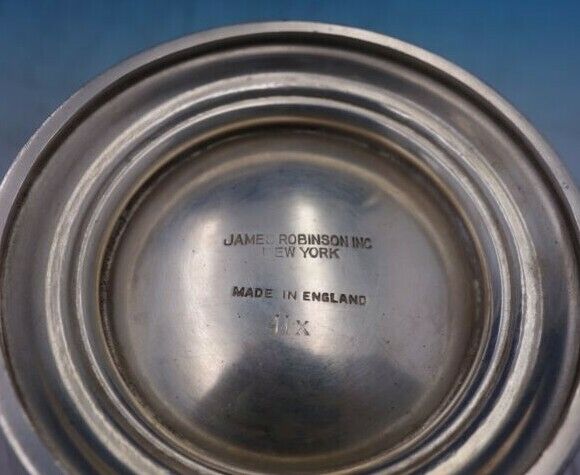 JAMES ROBINSON INC
NEW YORK
MADE IN ENGLAND